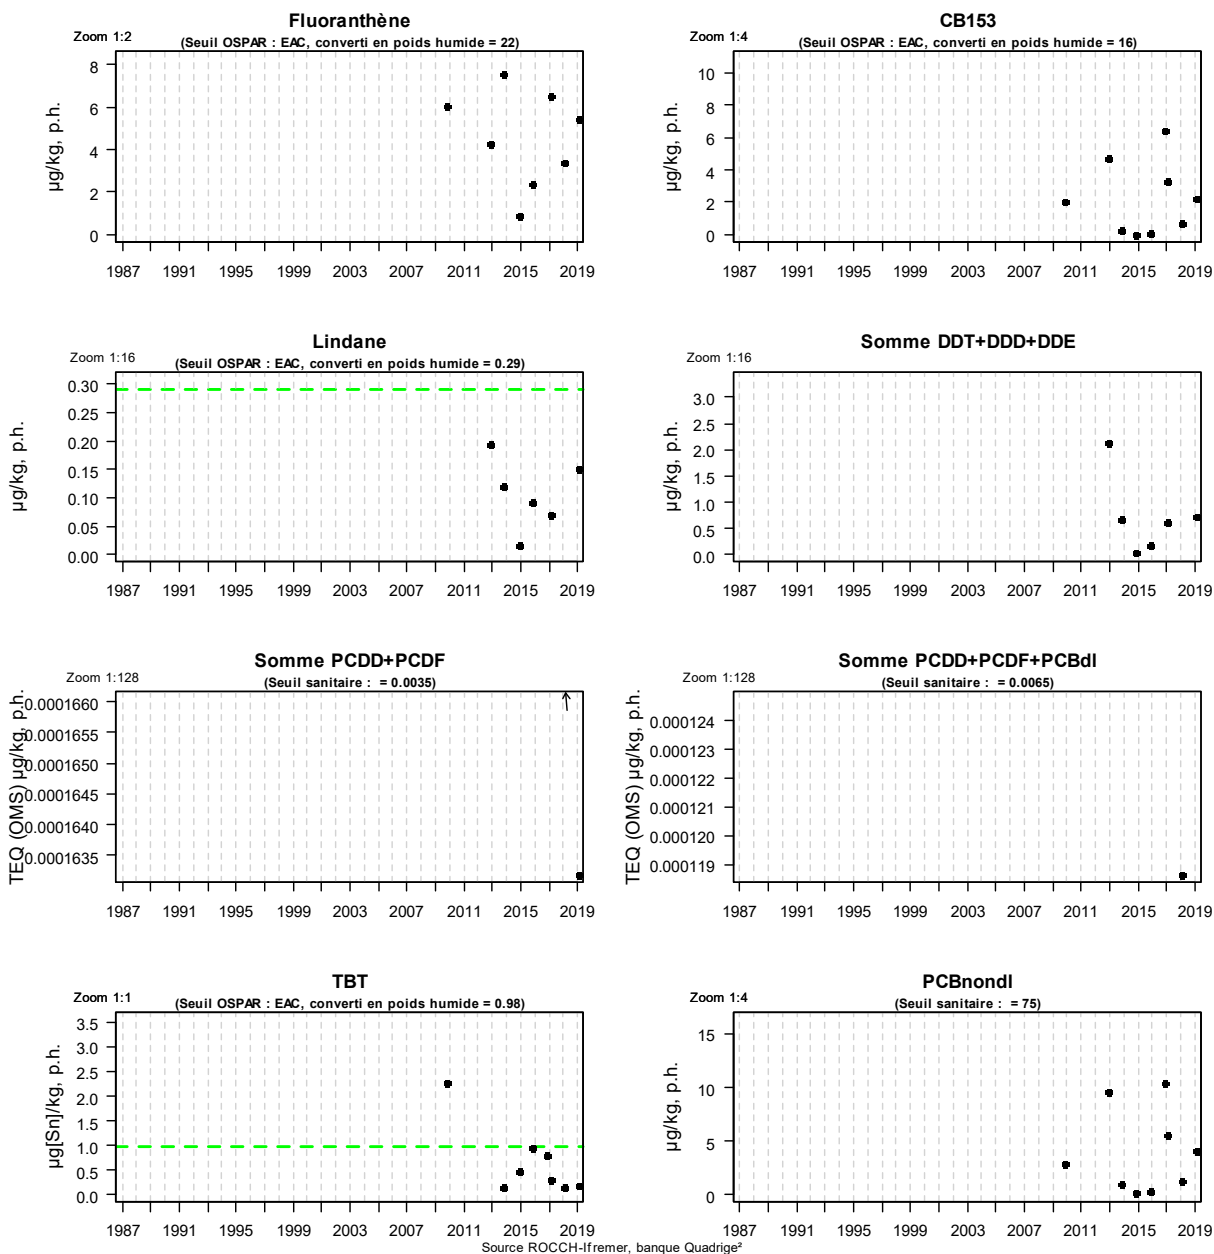 Fluoranthène
Zoom 1:2
(Seuil OSPAR : EAC, converti en poids humide = 22)
µg/kg, p.h.
8
6
4
2
0
1987 1991 1995 1999 2003 2007 2011 2015 2019
CB153
Zoom 1:4
(Seuil OSPAR : EAC, converti en poids humide = 16)
µg/kg, p.h.
10
8
6
4
2
0
1987 1991 1995 1999 2003 2007 2011 2015 2019
Lindane
Zoom 1:16
(Seuil OSPAR : EAC, converti en poids humide = 0.29)
µg/kg, p.h.
0.30
0.25
0.20
0.15
0.10
0.05
0.00
1987 1991 1995 1999 2003 2007 2011 2015 2019
Somme DDT+DDD+DDE
Zoom 1:16
µg/kg, p.h.
3.0
2.5
2.0
1.5
1.0
0.5
0.0
1987 1991 1995 1999 2003 2007 2011 2015 2019
Somme PCDD+PCDF
Zoom 1:128
(Seuil sanitaire : = 0.0035)
TEQ (OMS) µg/kg, p.h.
0.0001660
0.0001655
0.0001650
0.0001645
0.0001640
0.0001635
1987 1991 1995 1999 2003 2007 2011 2015 2019
Somme PCDD+PCDF+PCBdl
Zoom 1:128
(Seuil sanitaire : = 0.0065)
TEQ (OMS) µg/kg, p.h.
0.000124
0.000123
0.000122
0.000121
0.000120
0.000119
1987 1991 1995 1999 2003 2007 2011 2015 2019
TBT
Zoom 1:1
(Seuil OSPAR : EAC, converti en poids humide = 0.98)
µg[Sn]/kg, p.h.
3.5
3.0
2.5
2.0
1.5
1.0
0.5
0.0
1987 1991 1995 1999 2003 2007 2011 2015 2019
PCBnondl
Zoom 1:4
(Seuil sanitaire : = 75)
µg/kg, p.h.
15
10
5
0
1987 1991 1995 1999 2003 2007 2011 2015 2019
Source ROCCH-Ifremer, banque Quadrige²